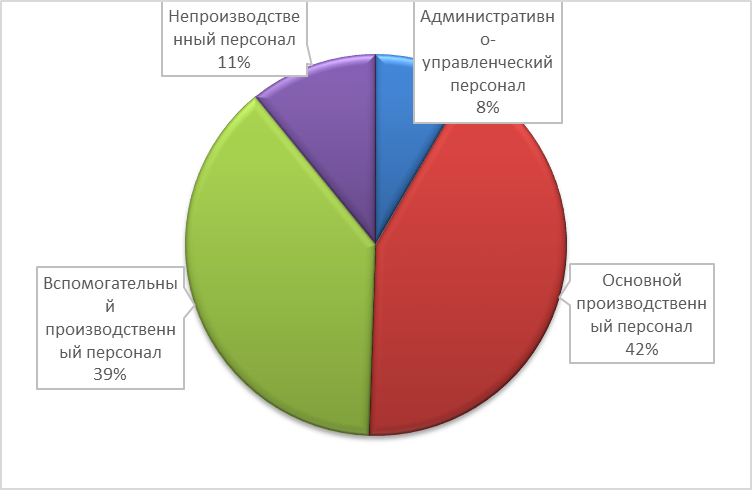 Непроизводстве
нный персонал
11%
Административн
о-
управленческий
персонал
8%
Вспомогательны
й
производственн
ый персонал
39%
Основной
производственн
ый персонал
42%